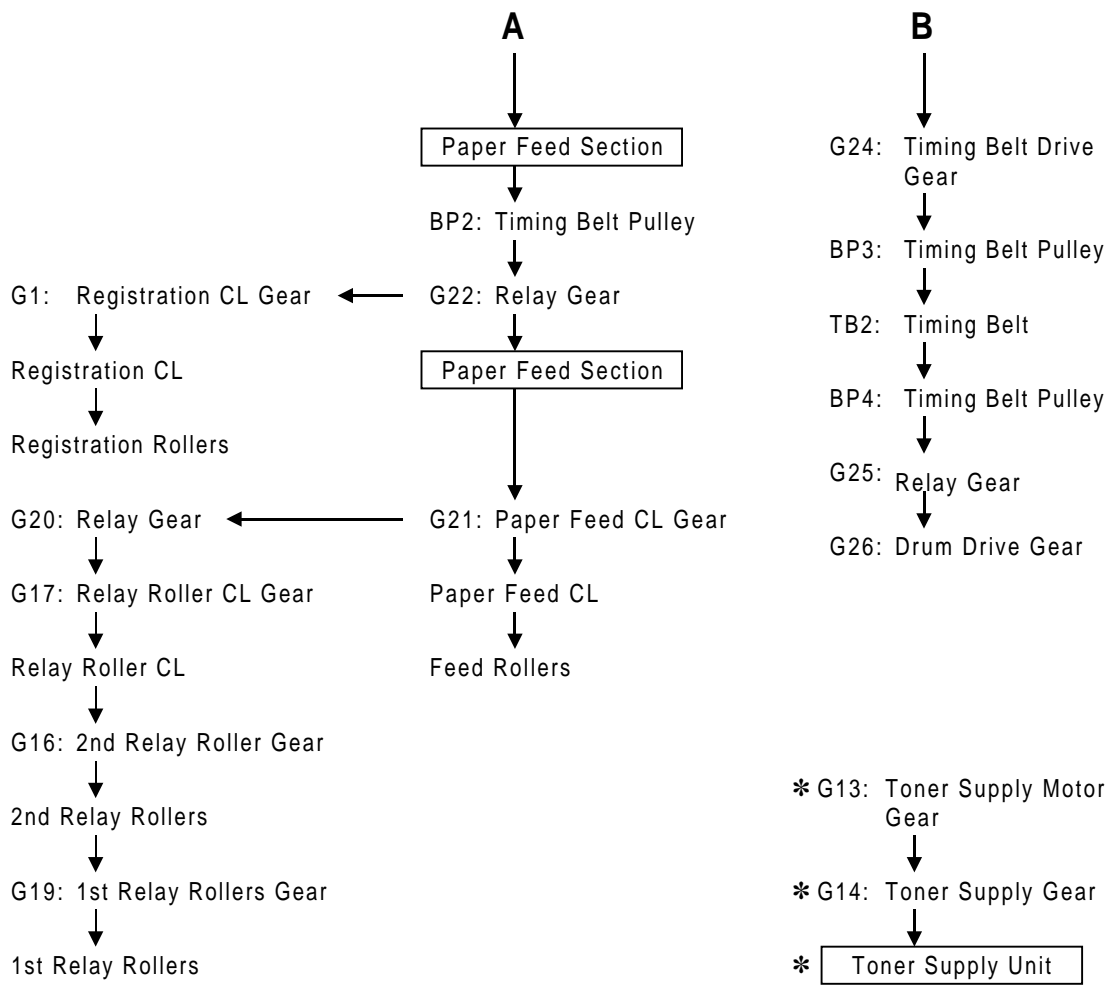 A
B
Paper Feed Section
G24: Timing Belt Drive
Gear
BP2: Timing Belt Pulley
BP3: Timing Belt Pulley
G1: Registration CL Gear
G22: Relay Gear
TB2: Timing Belt
Registration CL
Paper Feed Section
BP4: Timing Belt Pulley
Registration Rollers
G25: Relay Gear
G20: Relay Gear
G21: Paper Feed CL Gear
G26: Drum Drive Gear
G17: Relay Roller CL Gear
Paper Feed CL
Relay Roller CL
Feed Rollers
G16: 2nd Relay Roller Gear
✻ G13: Toner Supply Motor
Gear
2nd Relay Rollers
G19: 1st Relay Rollers Gear
✻ G14: Toner Supply Gear
1st Relay Rollers
✻ Toner Supply Unit